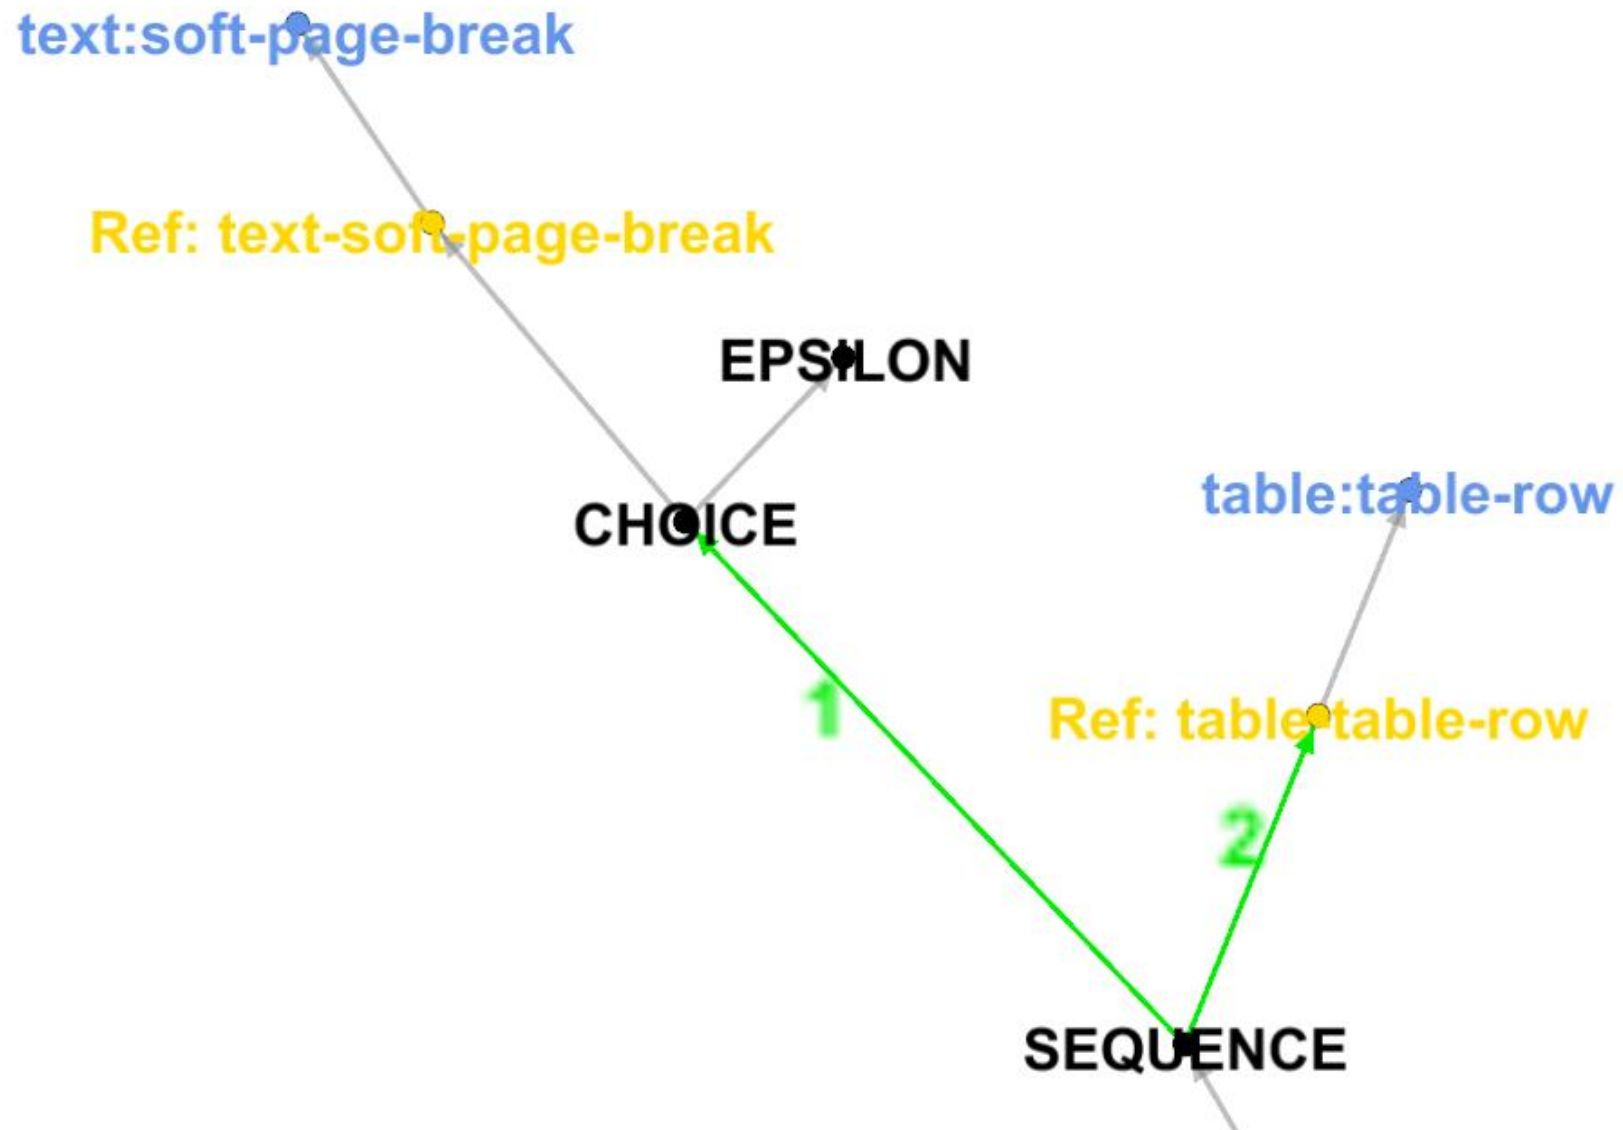 text:soft-page-break
Ref: text-soft-page-break
EPSILON
CHOICE
table:table-row
1
Ref: table-table-row
2
SEQUENCE